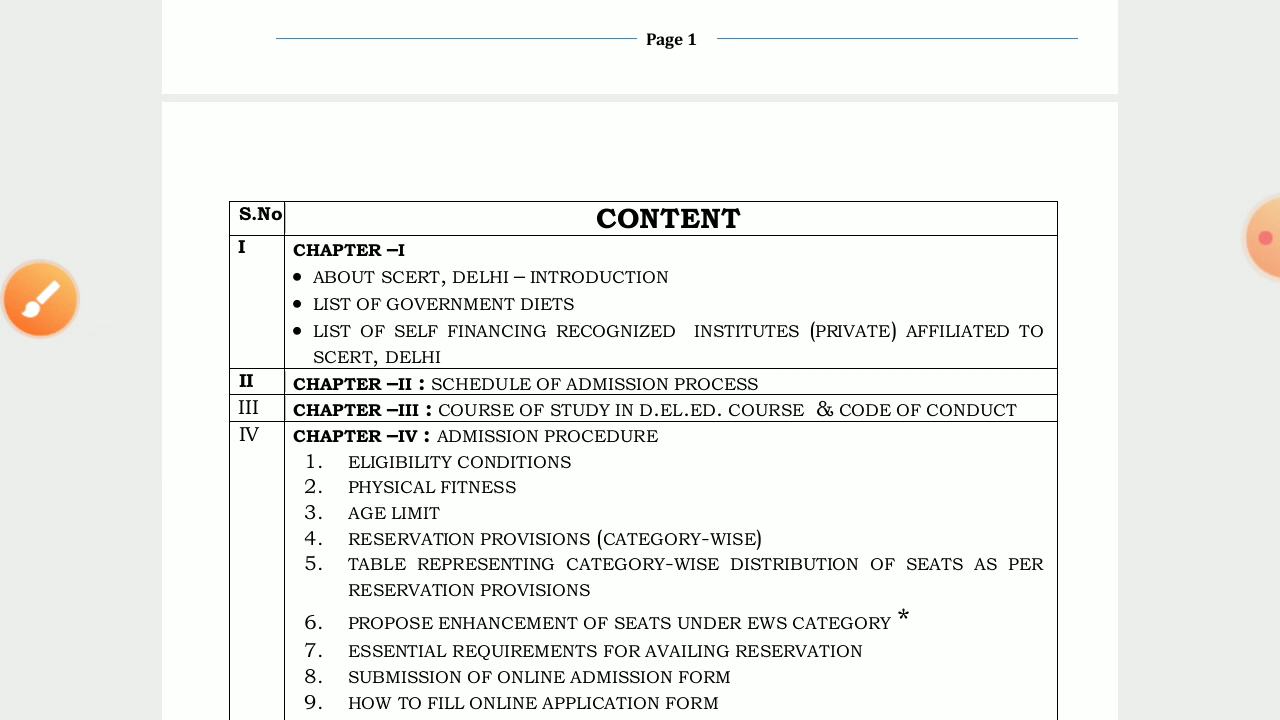 Page 1
S.No CONTENT
I CHAPTER –I
• ABOUT SCERT, DELHI – INTRODUCTION
• LIST OF GOVERNMENT DIETS
• LIST OF SELF FINANCING RECOGNIZED INSTITUTES (PRIVATE) AFFILIATED TO
SCERT, DELHI
II CHAPTER –II : SCHEDULE OF ADMISSION PROCESS
III CHAPTER –III : COURSE OF STUDY IN D.EL.ED. COURSE & CODE OF CONDUCT
IV CHAPTER –IV : ADMISSION PROCEDURE
1. ELIGIBILITY CONDITIONS
2. PHYSICAL FITNESS
3. AGE LIMIT
4. RESERVATION PROVISIONS (CATEGORY-WISE)
5. TABLE REPRESENTING CATEGORY-WISE DISTRIBUTION OF SEATS AS PER
RESERVATION PROVISIONS
6. PROPOSE ENHANCEMENT OF SEATS UNDER EWS CATEGORY *
7. ESSENTIAL REQUIREMENTS FOR AVAILING RESERVATION
8. SUBMISSION OF ONLINE ADMISSION FORM
9. HOW TO FILL ONLINE APPLICATION FORM